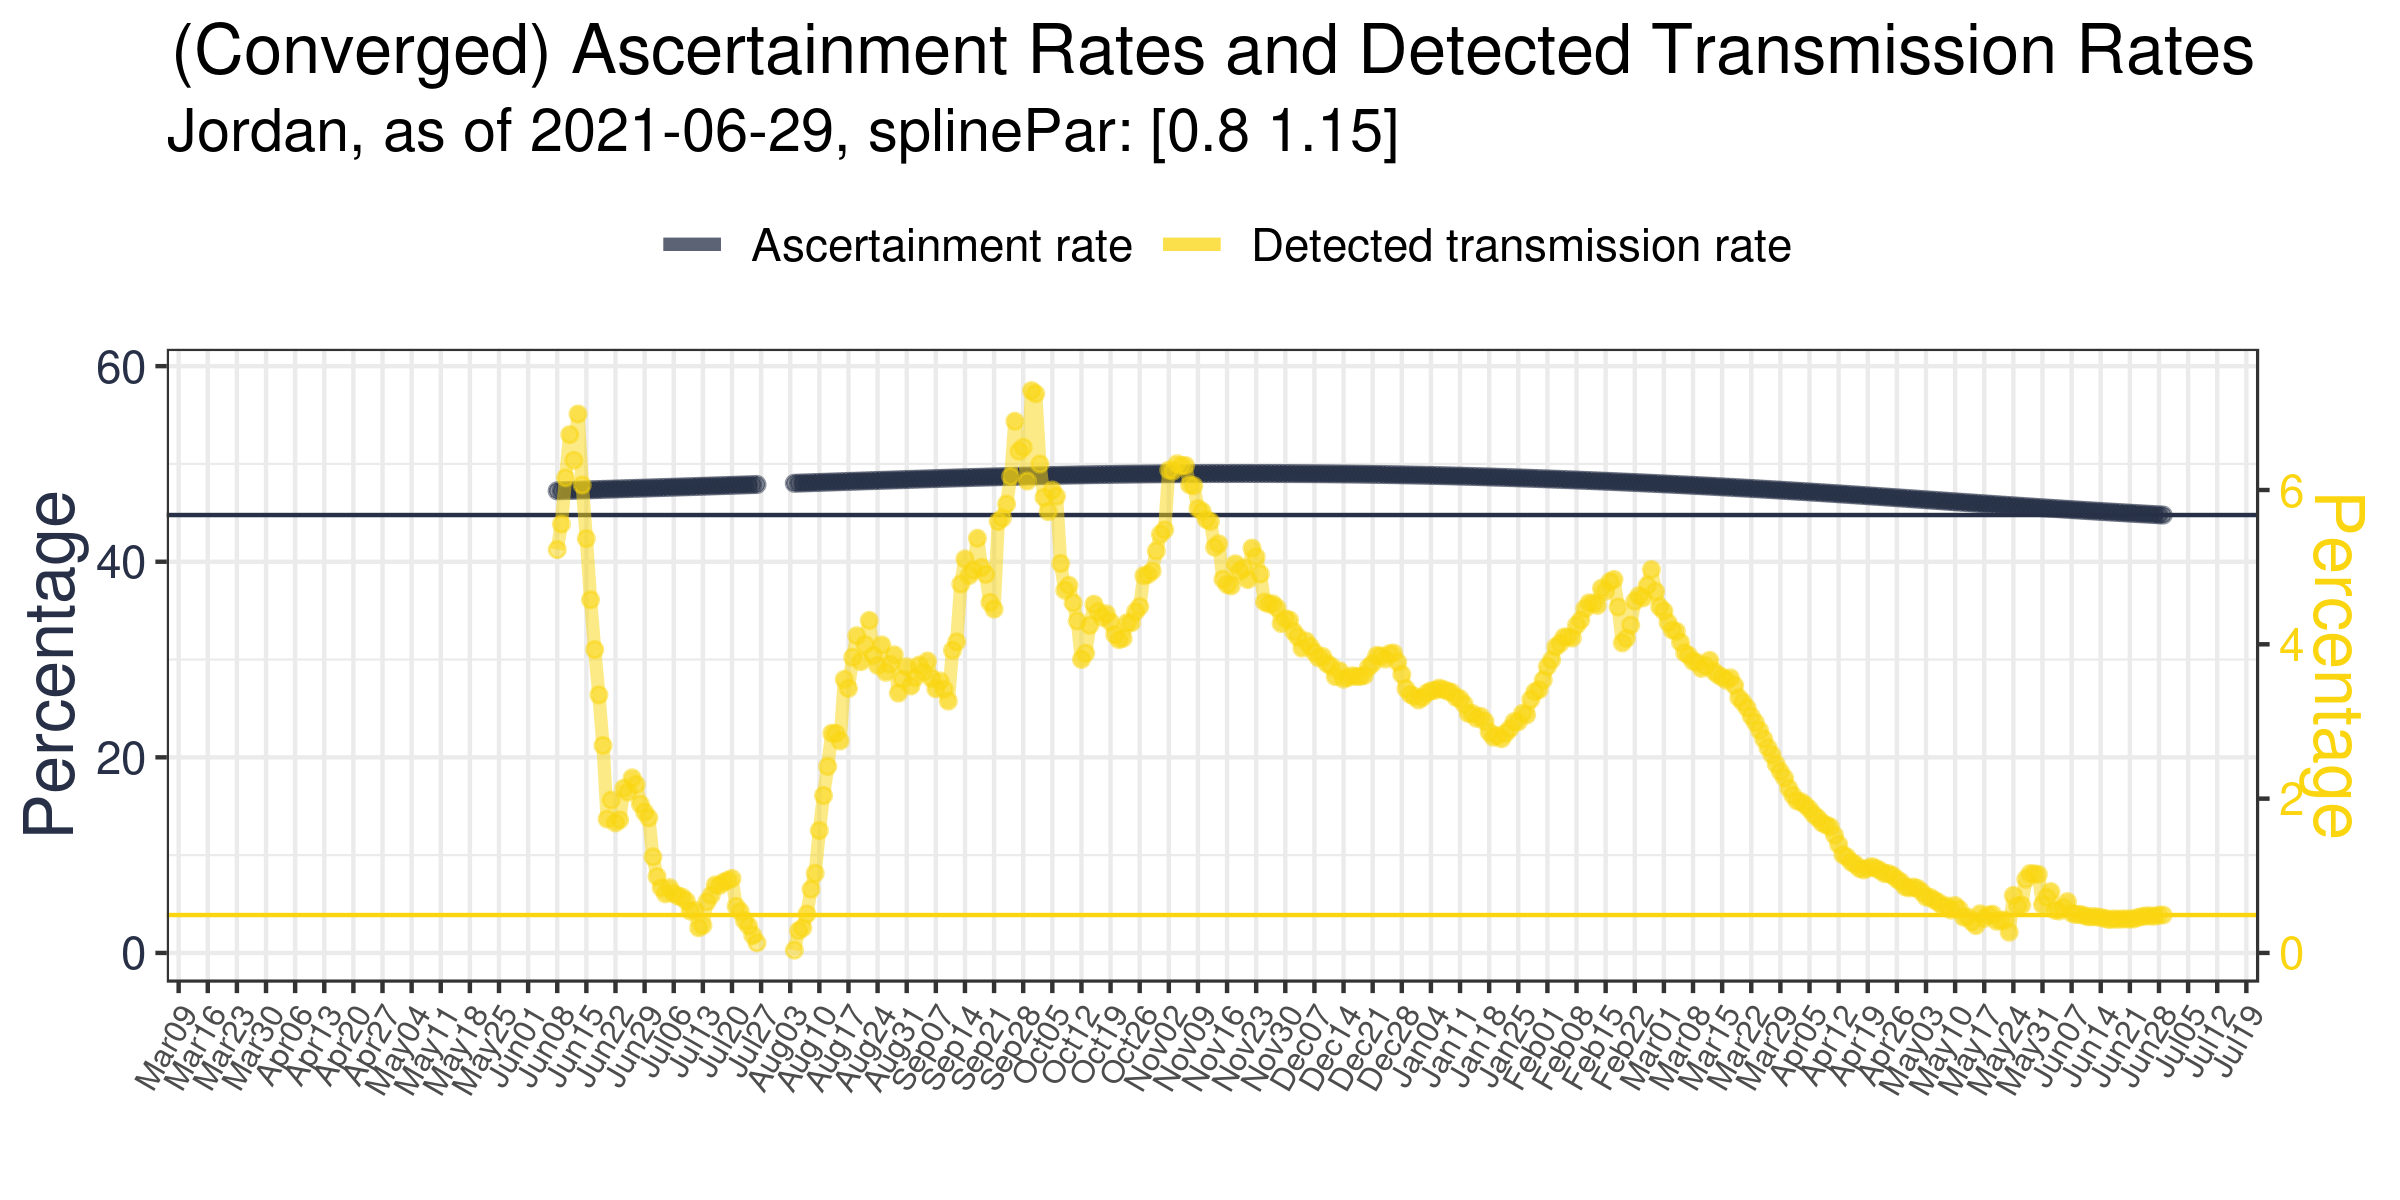 (Converged) Ascertainment Rates and Detected Transmission Rates
Jordan, as of 2021-06-29, splinePar: [0.8 1.15]
Ascertainment rate Detected transmission rate
Percentage
60
40
20
0
6
4
2
0
Percentage
Mar09 Mar16 Mar23 Mar30 Apr06 Apr13 Apr20 Apr27 May04 May11 May18 May25 Jun01 Jun08 Jun15 Jun22 Jun29 Jul06 Jul13 Jul20 Jul27 Aug03 Aug10 Aug17 Aug24 Aug31 Sep07 Sep14 Sep21 Sep28 Oct05 Oct12 Oct19 Oct26 Nov02 Nov09 Nov16 Nov23 Nov30 Dec07 Dec14 Dec21 Dec28 Jan04 Jan11 Jan18 Jan25 Feb01 Feb08 Feb15 Feb22 Mar01 Mar08 Mar15 Mar22 Mar29 Apr05 Apr12 Apr19 Apr26 May03 May10 May17 May24 May31 Jun07 Jun14 Jun21 Jun28 Jul05 Jul12 Jul19